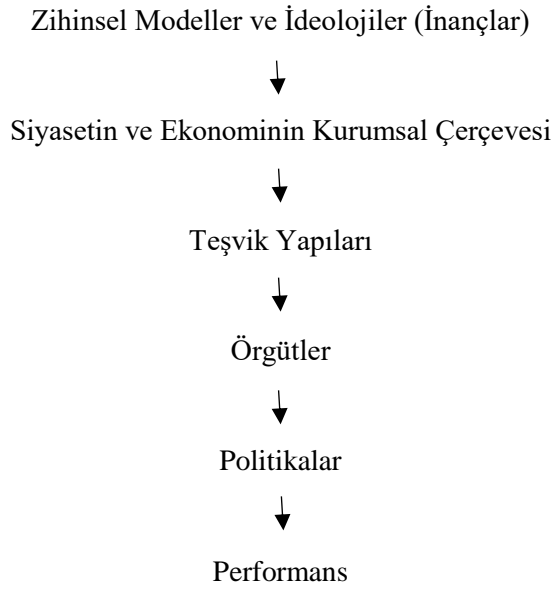 Zihinsel Modeller ve İdeolojiler (İnançlar)
Siyasetin ve Ekonominin Kurumsal Çerçevesi
Teşvik Yapıları
Örgütler
Politikalar
Performans